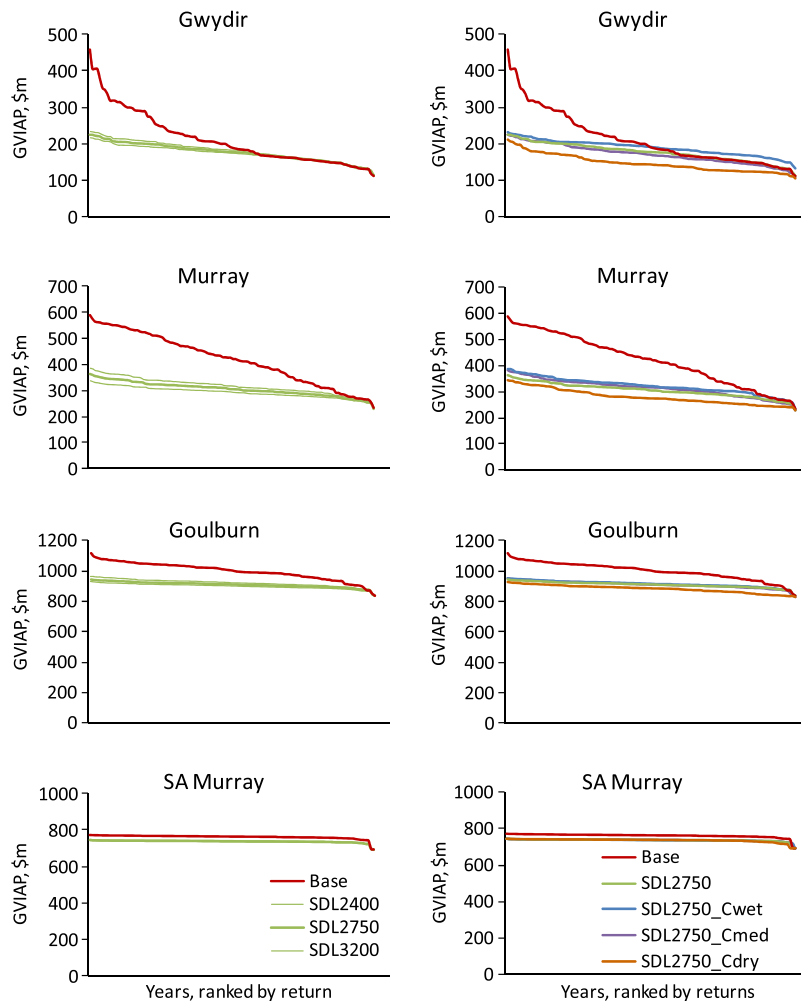 Gwydir
500
400
300
200
100
0
GVIAP, $m
Gwydir
500
400
300
200
100
0
GVIAP, $m
Murray
700
600
500
400
300
200
100
0
GVIAP, $m
Murray
700
600
500
400
300
200
100
0
GVIAP, $m
Goulburn
1200
1000
800
600
400
200
0
GVIAP, $m
Goulburn
1200
1000
800
600
400
200
0
GVIAP, $m
SA Murray
1000
800
600
400
200
0
GVIAP, $m
Base
SDL2400
SDL2750
SDL3200
Years, ranked by return
SA Murray
1000
800
600
400
200
0
GVIAP, $m
Base
SDL2750
SDL2750_Cwet
SDL2750_Cmed
SDL2750_Cdry
Years, ranked by returns